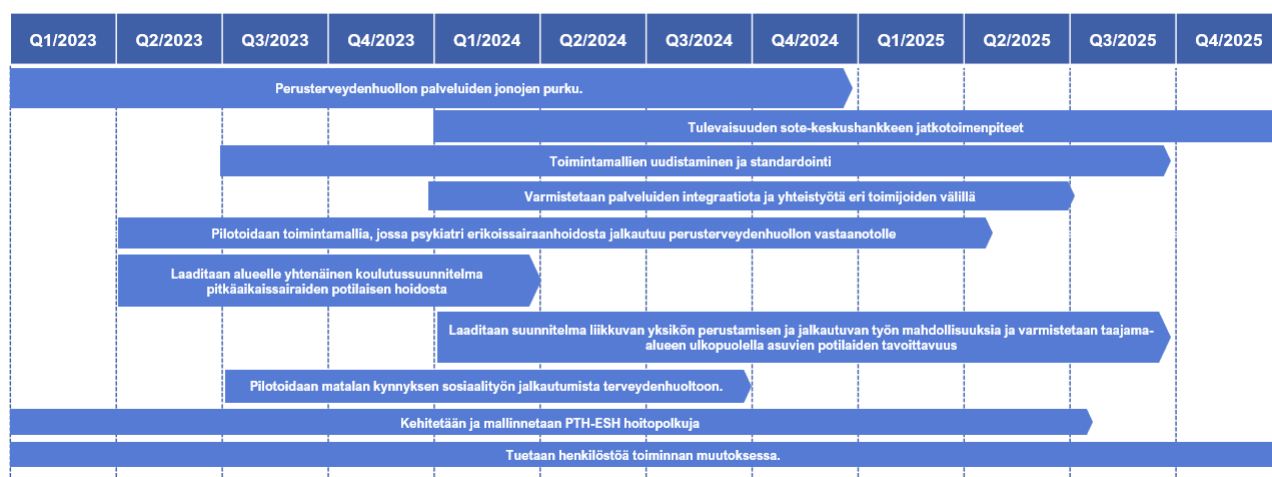 Q1/2023 Q2/2023 Q3/2023 Q4/2023 Q1/2024 Q2/2024 Q3/2024 Q4/2024 Q1/2025 Q2/2025 Q3/2025 Q4/2025
Perusterveydenhuollon palveluiden jonojen purku.
Tulevaisuuden sote-keskushankkeen jatkotoimenpiteet
Toimintamallien uudistaminen ja standardointi
Varmistetaan palveluiden integraatiota ja yhteistyötä eri toimijoiden välillä
Pilotoidaan toimintamallia, jossa psykiatri erikoissairaanhoidosta jalkautuu perusterveydenhuollon vastaanotolle
Laaditaan alueelle yhtenäinen koulutussuunnitelma
pitkäaikaissairaiden potilaisen hoidosta
Laaditaan suunnitelma liikkuvan yksikön perustamisen ja jalkautuvan työn mahdollisuuksia ja varmistetaan taajama-
alueen ulkopuolella asuvien potilaiden tavoittavuus
Pilotoidaan matalan kynnyksen sosiaalityön jalkautumista terveydenhuoltoon.
Kehitetään ja mallinnetaan PTH-ESH hoitopolkuja
Tuetaan henkilöstöä toiminnan muutoksessa.